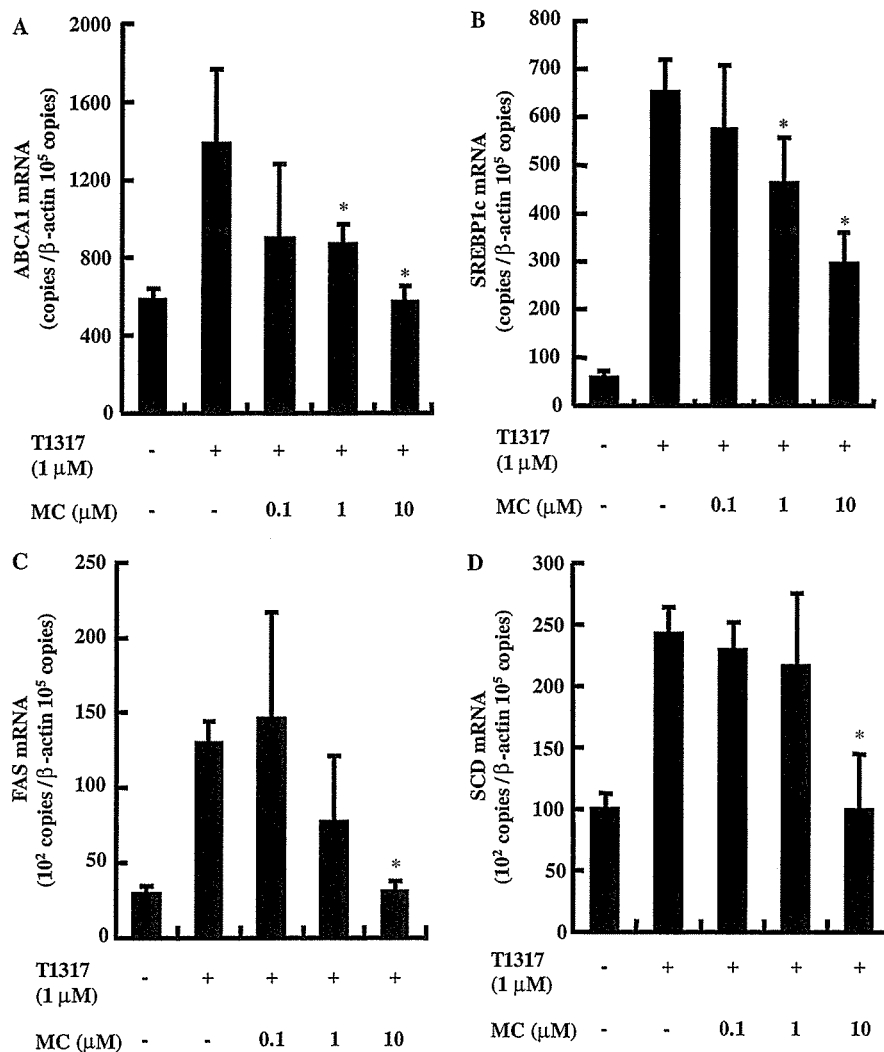 A
ABCA1 mRNA
(copies /β-actin 10⁵ copies)
2000
1600
1200
800
400
0
*
*
T1317
(1 μM)
- + + + +
MC (μM) - - 0.1 1 10
B
SREBP1c mRNA
(copies /β-actin 10⁵ copies)
800
700
600
500
400
300
200
100
0
*
*
T1317
(1 μM)
- + + + +
MC (μM) - - 0.1 1 10
C
FAS mRNA
(10² copies /β-actin 10⁵ copies)
250
200
150
100
50
0
*
T1317
(1 μM)
- + + + +
MC (μM) - - 0.1 1 10
D
SCD mRNA
(10² copies /β-actin 10⁵ copies)
300
250
200
150
100
50
0
*
T1317
(1 μM)
- + + + +
MC (μM) - - 0.1 1 10